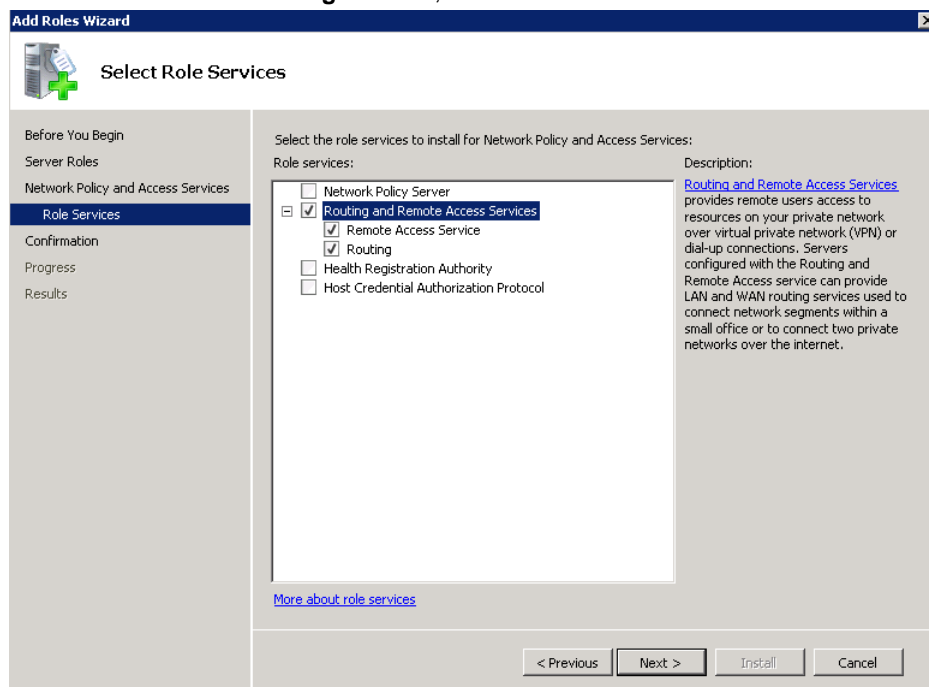 Add Roles Wizard
Select Role Services
Before You Begin
Server Roles
Network Policy and Access Services
Role Services
Confirmation
Progress
Results
Select the role services to install for Network Policy and Access Services:
Role services:
Network Policy Server
Routing and Remote Access Services
Remote Access Service
Routing
Health Registration Authority
Host Credential Authorization Protocol
More about role services
Description:
Routing and Remote Access Services
provides remote users access to
resources on your private network
over virtual private network (VPN) or
dial-up connections. Servers
configured with the Routing and
Remote Access service can provide
LAN and WAN routing services used to
connect network segments within a
small office or to connect two private
networks over the internet.
< Previous
Next >
Install
Cancel